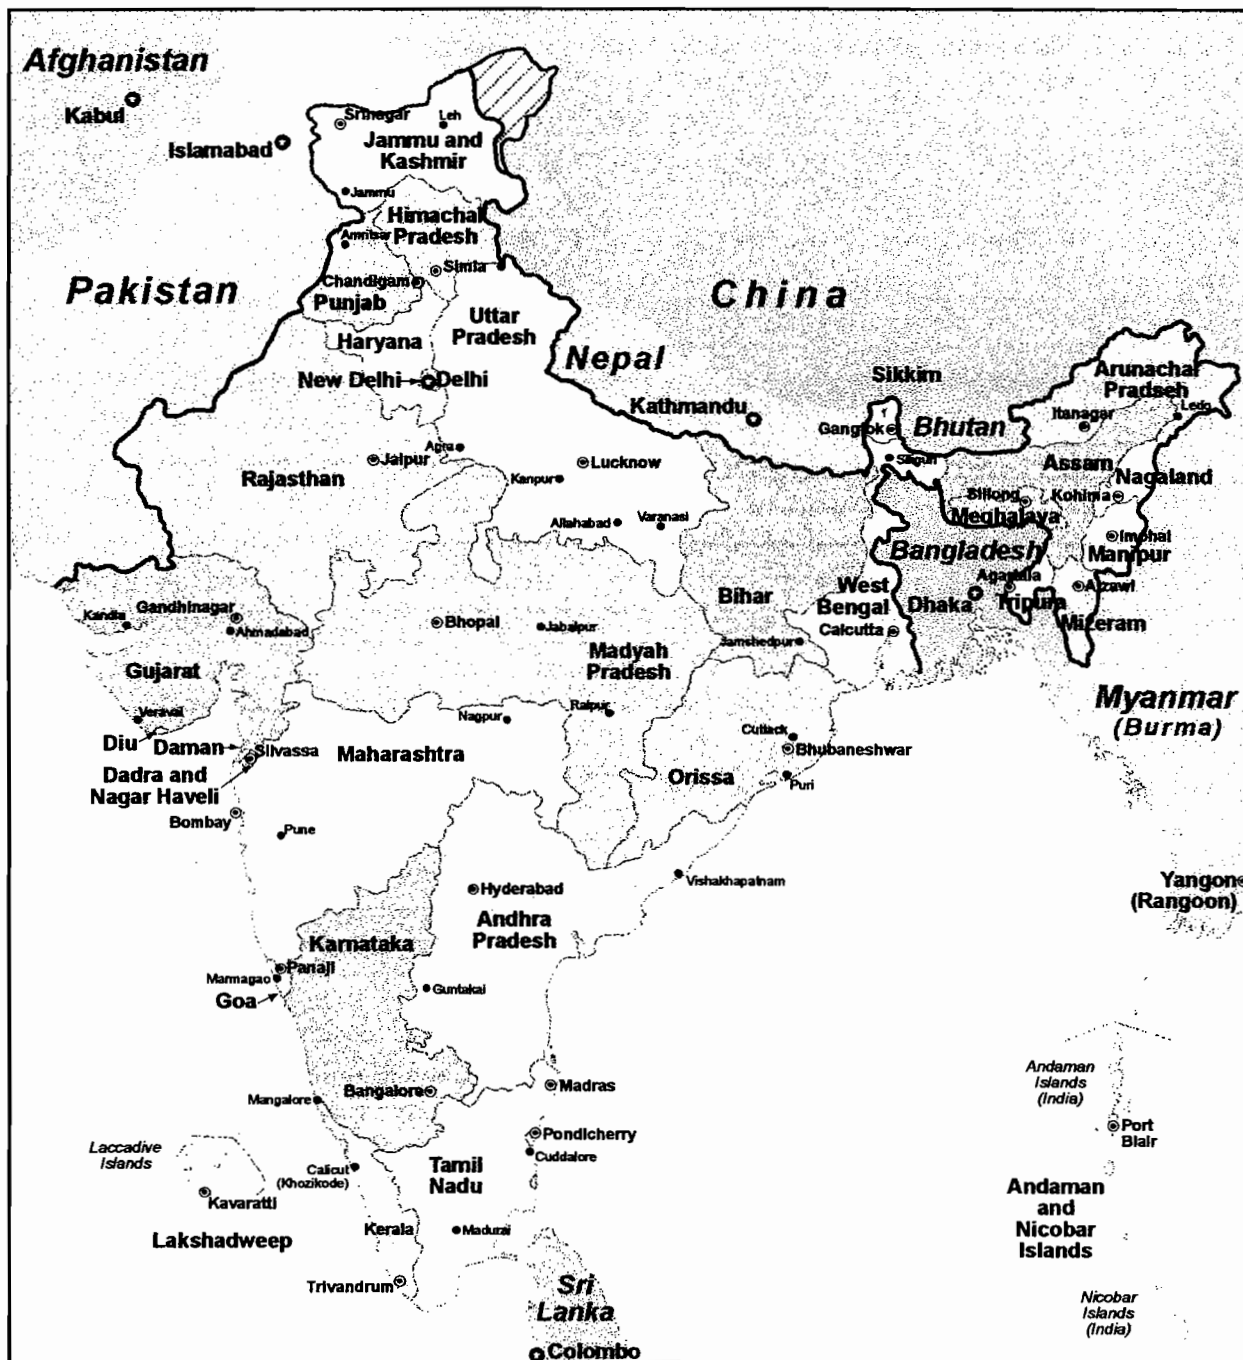 Afghanistan
Kabul
Islamabad
Srinagar
Leh
Jammu and
Kashmir
Jammu
Himachal
Pradesh
Amritsar
Simla
Chandigam
Punjab
Pakistan
China
Uttar
Pradesh
Haryana
Nepal
New Delhi
Delhi
Sikkim
Arunachal
Pradseh
Kathmandu
Gangtok
Bhutan
Itanagar
Ledo
Agra
Jaipur
Lucknow
Rajasthan
Kanpur
Assam
Nagaland
Shillong
Kohima
Meghalaya
Allahabad
Varanasi
Imphal
Manipur
Bangladesh
Agartala
West
Bengal
Bihar
Dhaka
Tripura
Aizawl
Mizeram
Kandla
Gandhinagar
Ahmadabad
Bhopal
Jabalpur
Calcutta
Jamshedpur
Madyah
Pradesh
Gujarat
Veraval
Nagpur
Raipur
Myanmar
(Burma)
Cuttack
Bhubaneshwar
Diu
Daman
Silvassa
Maharashtra
Dadra and
Nagar Haveli
Orissa
Puri
Bombay
Pune
Vishakhapatnam
Yangon
(Rangoon)
Hyderabad
Andhra
Pradesh
Karnataka
Panaji
Marmagao
Goa
Guntakal
Andaman
Islands
(India)
Bangalore
Madras
Mangalore
Port
Blair
Pondicherry
Cuddalore
Laccadive
Islands
Calicut
(Khozikode)
Tamil
Nadu
Kavaratti
Andaman
and
Nicobar
Islands
Lakshadweep
Kerala
Madurai
Trivandrum
Sri
Lanka
Nicobar
Islands
(India)
Colombo